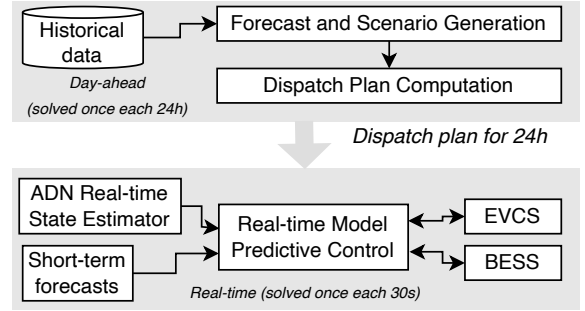 Historical
data
Forecast and Scenario Generation
Day-ahead
(solved once each 24h)
Dispatch Plan Computation
Dispatch plan for 24h
ADN Real-time
State Estimator
Short-term
forecasts
Real-time Model
Predictive Control
EVCS
BESS
Real-time (solved once each 30s)